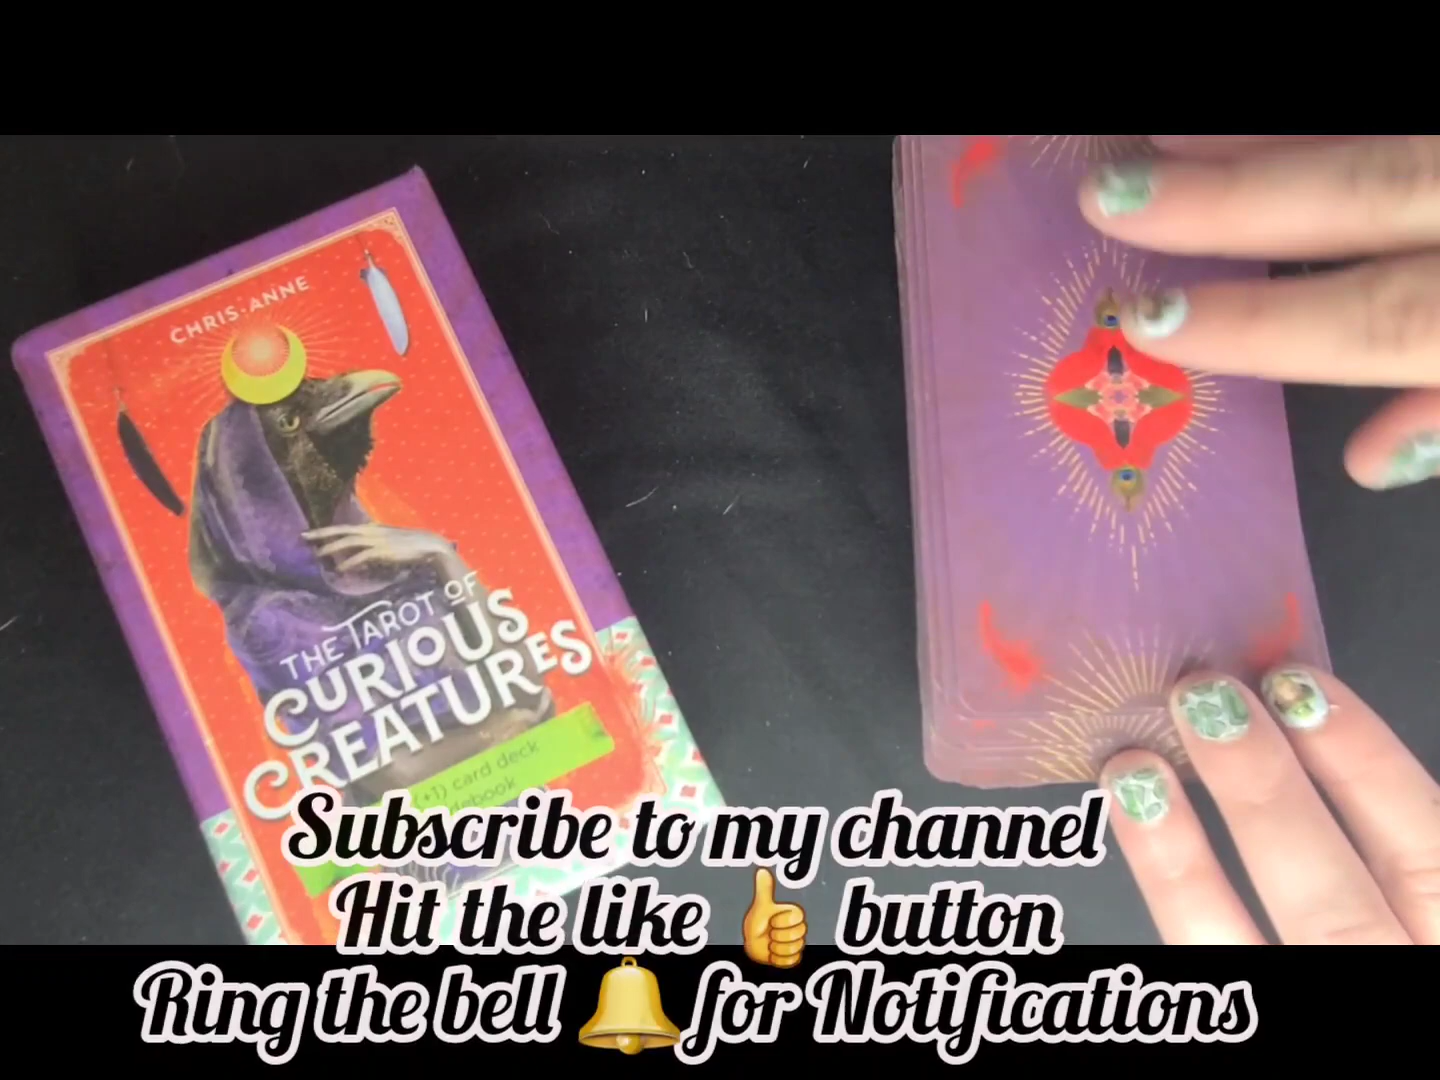 CHRIS-ANNE
THE TAROT OF
CURIOUS
CREATURES
(+1) card deck
Subscribe to my channel
Hit the like 👍 button
Ring the bell 🔔 for Notifications